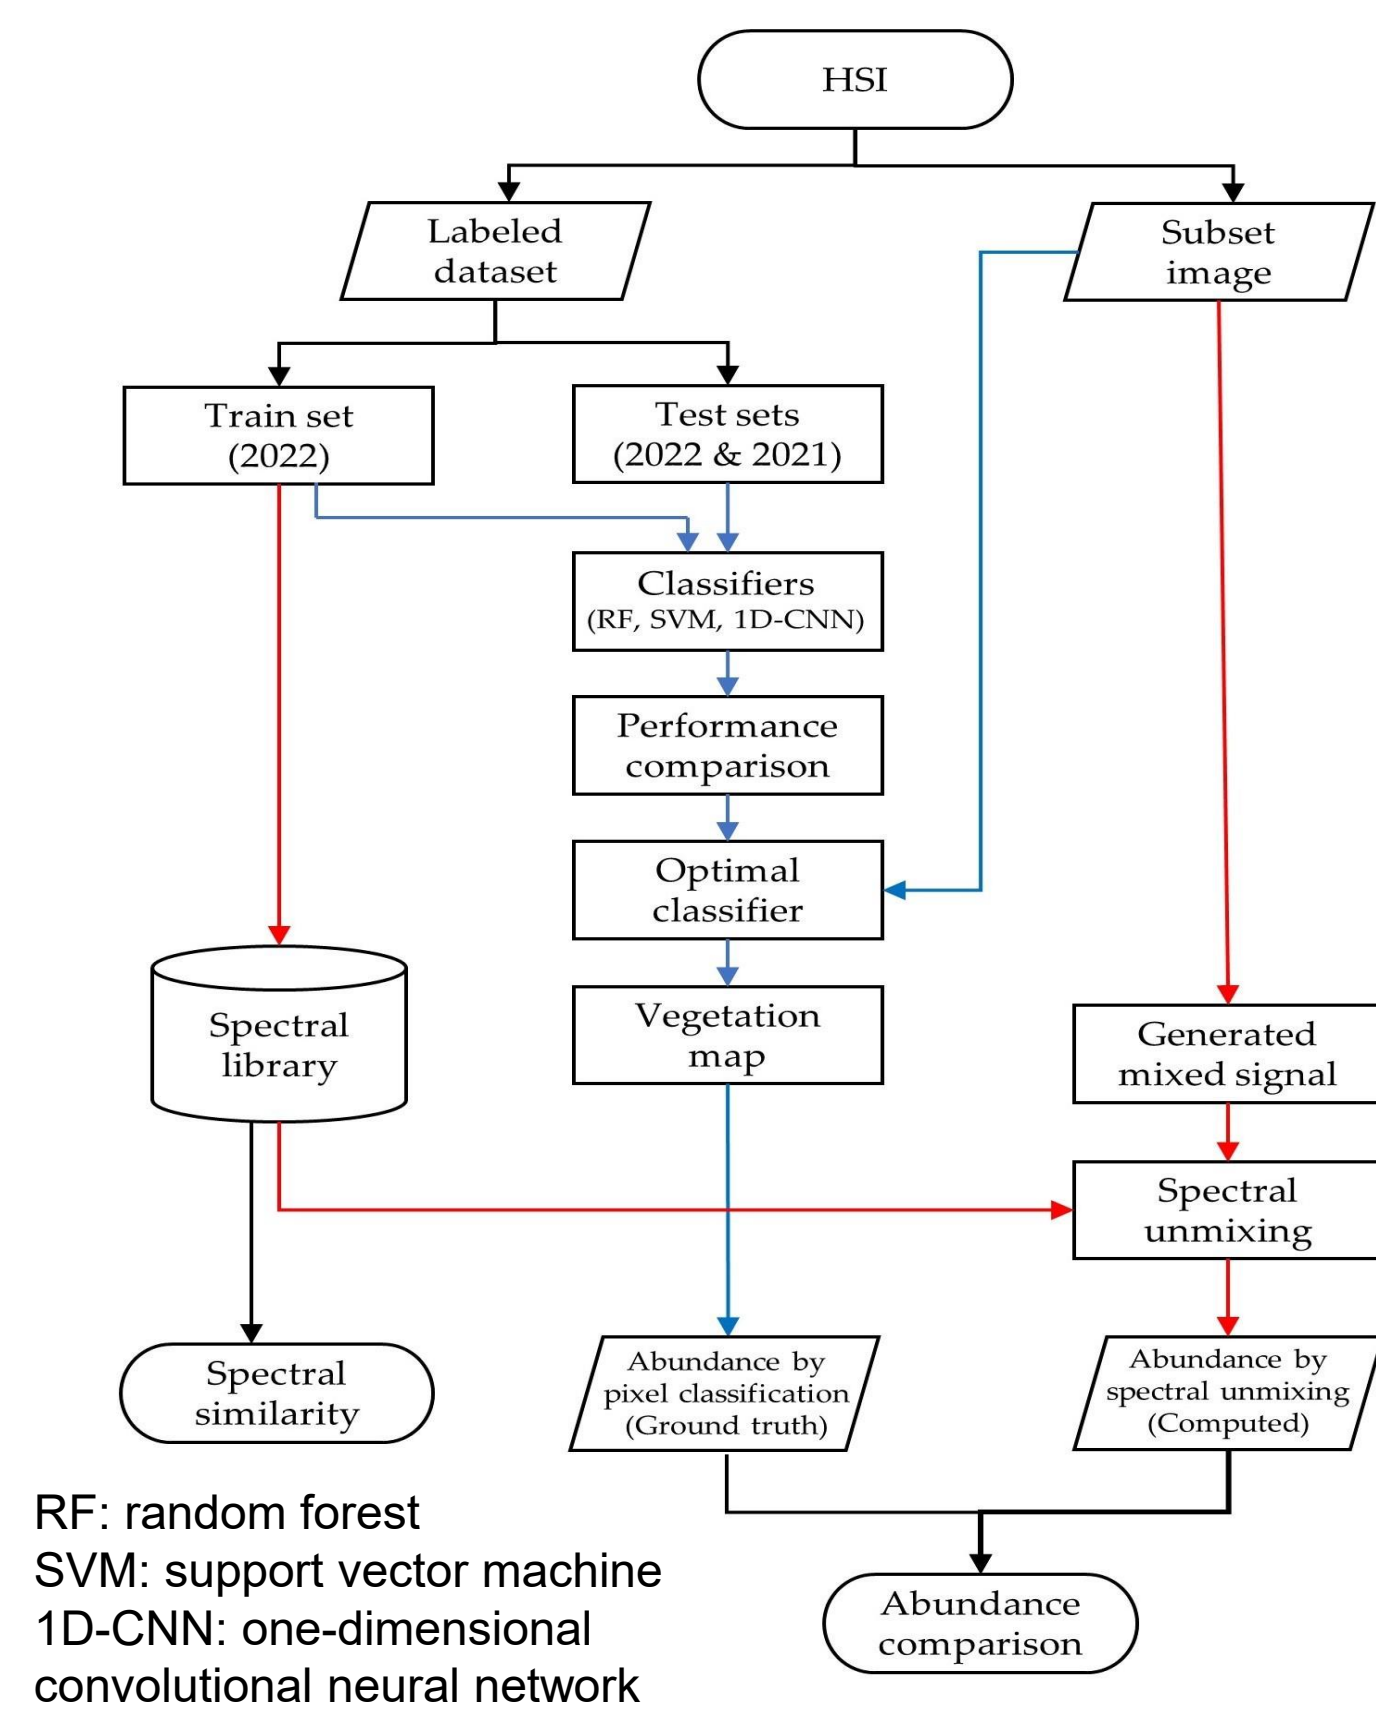 HSI
Labeled
dataset
Subset
image
Train set
(2022)
Test sets
(2022 & 2021)
Classifiers
(RF, SVM, 1D-CNN)
Performance
comparison
Optimal
classifier
Spectral
library
Vegetation
map
Generated
mixed signal
Spectral
unmixing
Spectral
similarity
Abundance by
pixel classification
(Ground truth)
Abundance by
spectral unmixing
(Computed)
Abundance
comparison
RF: random forest
SVM: support vector machine
1D-CNN: one-dimensional
convolutional neural network